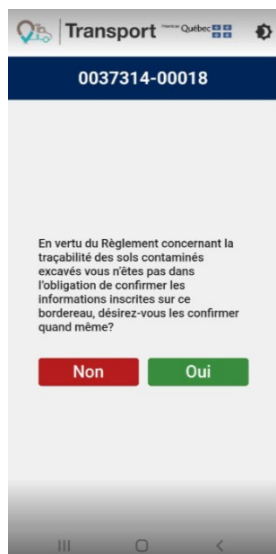 Transport
Québec
0037314-00018
En vertu du Règlement concernant la
traçabilité des sols contaminés
excavés vous n'êtes pas dans
l'obligation de confirmer les
informations inscrites sur ce
bordereau, désirez-vous les confirmer
quand même?
Non Oui